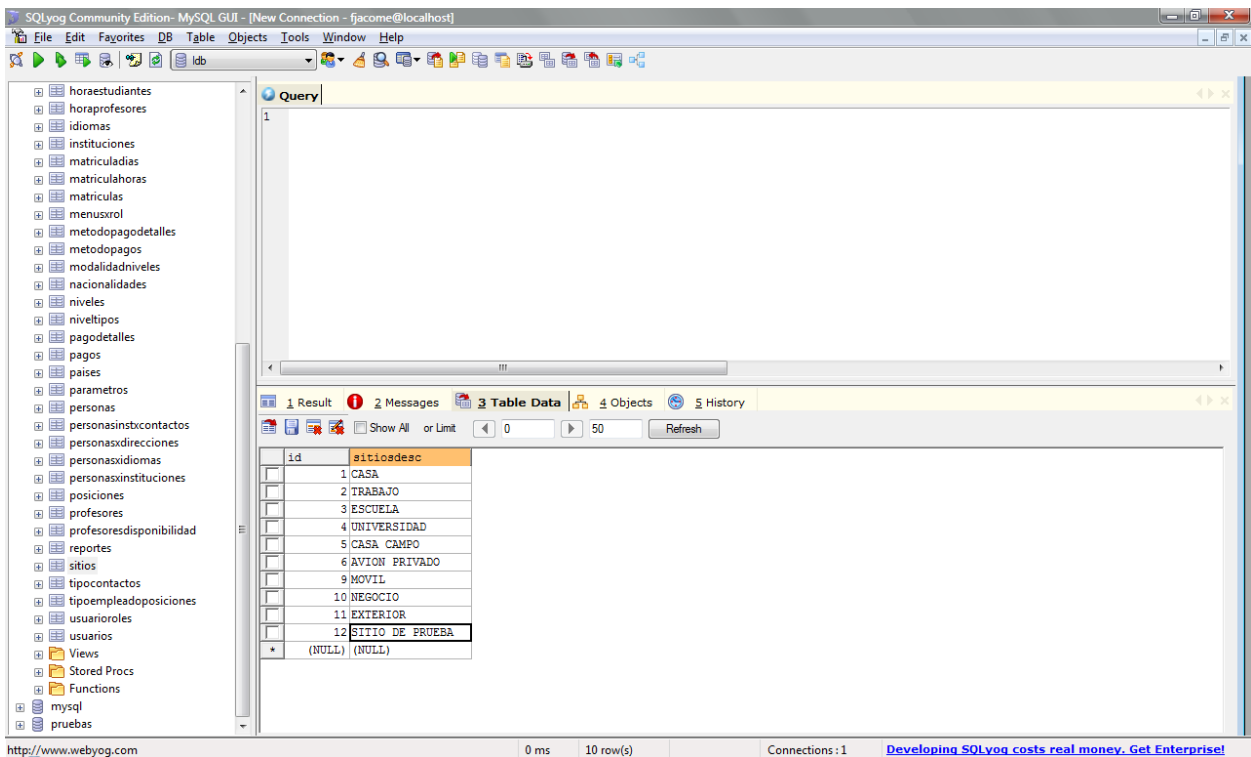 SQLyog Community Edition- MySQL GUI - [New Connection - fjacome@localhost]
File Edit Favorites DB Table Objects Tools Window Help
ldb
horaestudiantes
horaprofesores
idiomas
instituciones
matriculadias
matriculahoras
matriculas
menusxrol
metodopagodetalles
metodopagos
modalidadniveles
nacionalidades
niveles
niveltipos
pagodetalles
pagos
paises
parametros
personas
personasinstxcontactos
personasxdirecciones
personasxidiomas
personasxinstituciones
posiciones
profesores
profesoresdisponibilidad
reportes
sitios
tipocontactos
tipoempleadoposiciones
usuarioroles
usuarios
Views
Stored Procs
Functions
mysql
pruebas
Query
1
1 Result 2 Messages 3 Table Data 4 Objects 5 History
Show All or Limit 0 50 Refresh
id sitiosdesc
1 CASA
2 TRABAJO
3 ESCUELA
4 UNIVERSIDAD
5 CASA CAMPO
6 AVION PRIVADO
9 MOVIL
10 NEGOCIO
11 EXTERIOR
12 SITIO DE PRUEBA
* (NULL) (NULL)
http://www.webyog.com 0 ms 10 row(s) Connections : 1 Developing SQLyog costs real money. Get Enterprise!